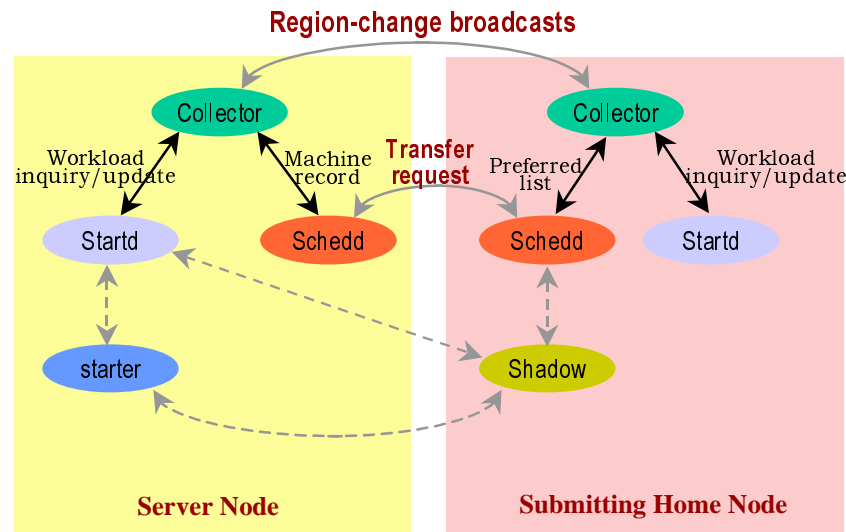 Region-change broadcasts
Collector
Collector
Workload
inquiry/update
Machine
record
Transfer
request
Preferred
list
Workload
inquiry/update
Startd
Schedd
Schedd
Startd
starter
Shadow
Server Node
Submitting Home Node